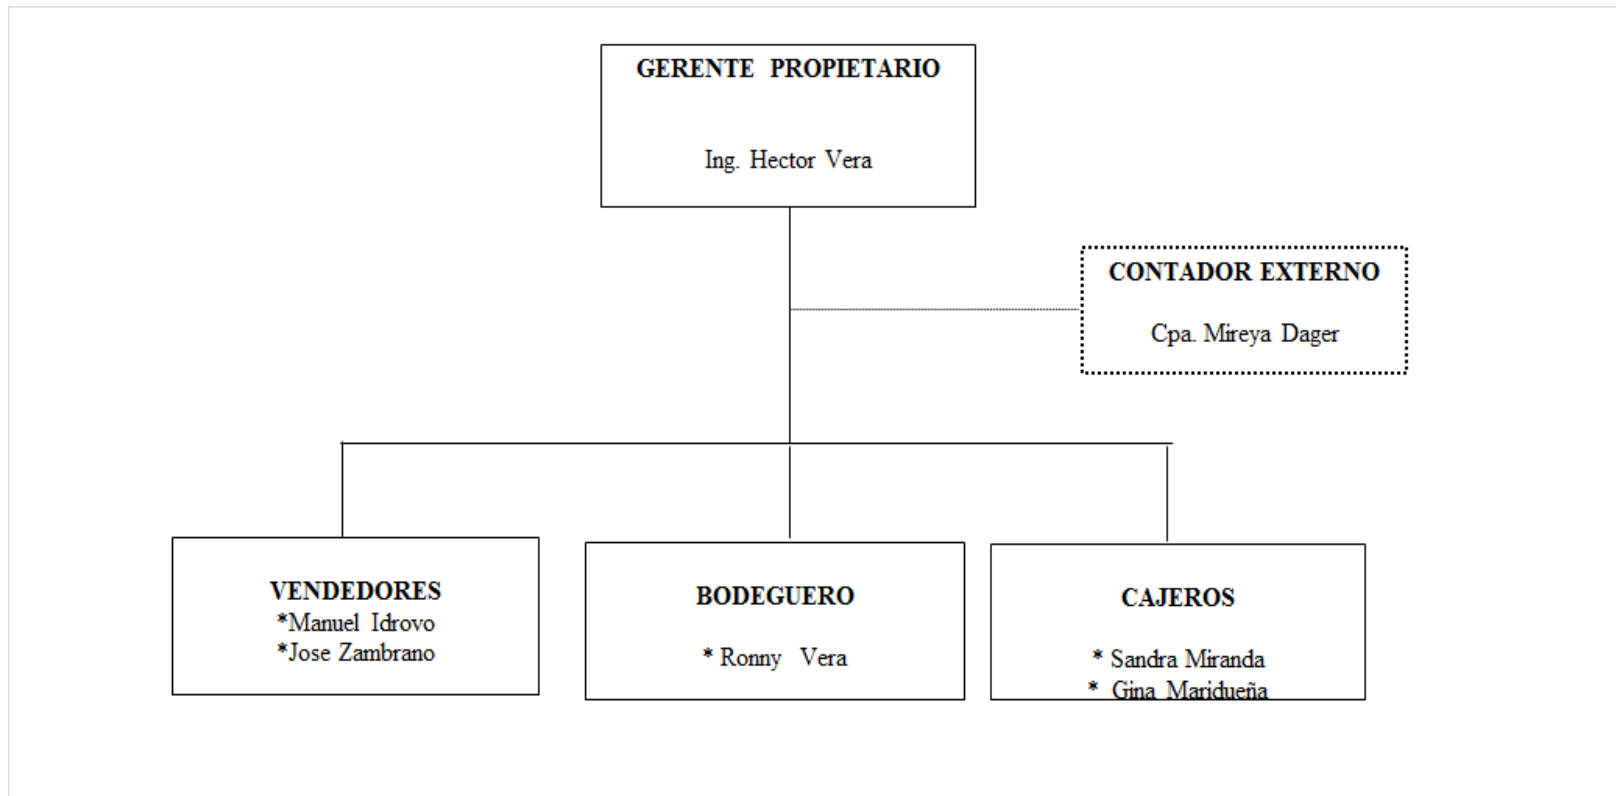 GERENTE PROPIETARIO
Ing. Hector Vera
CONTADOR EXTERNO
Cpa. Mireya Dager
VENDEDORES
*Manuel Idrovo
*Jose Zambrano
BODEGUERO
* Ronny Vera
CAJEROS
* Sandra Miranda
* Gina Maridueña